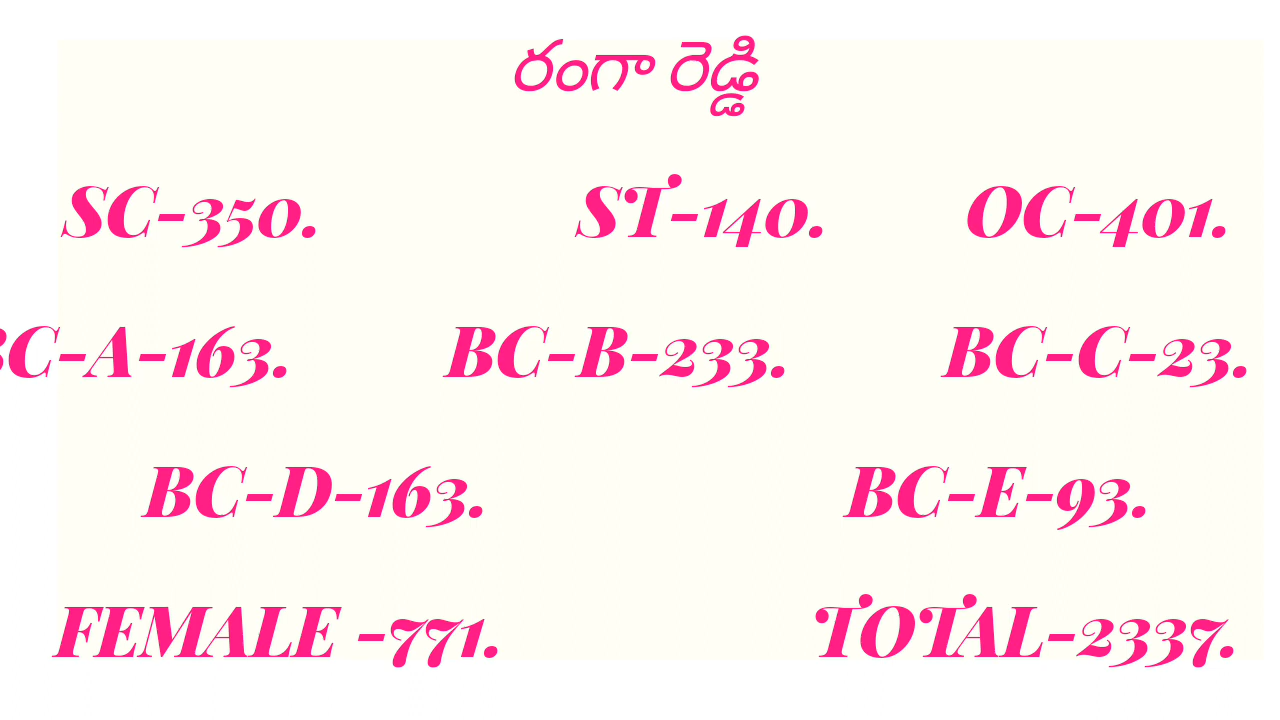 రంగా రెడ్డి
SC-350. ST-140. OC-401.
BC-A-163. BC-B-233. BC-C-23.
BC-D-163. BC-E-93.
FEMALE -771. TOTAL-2337.